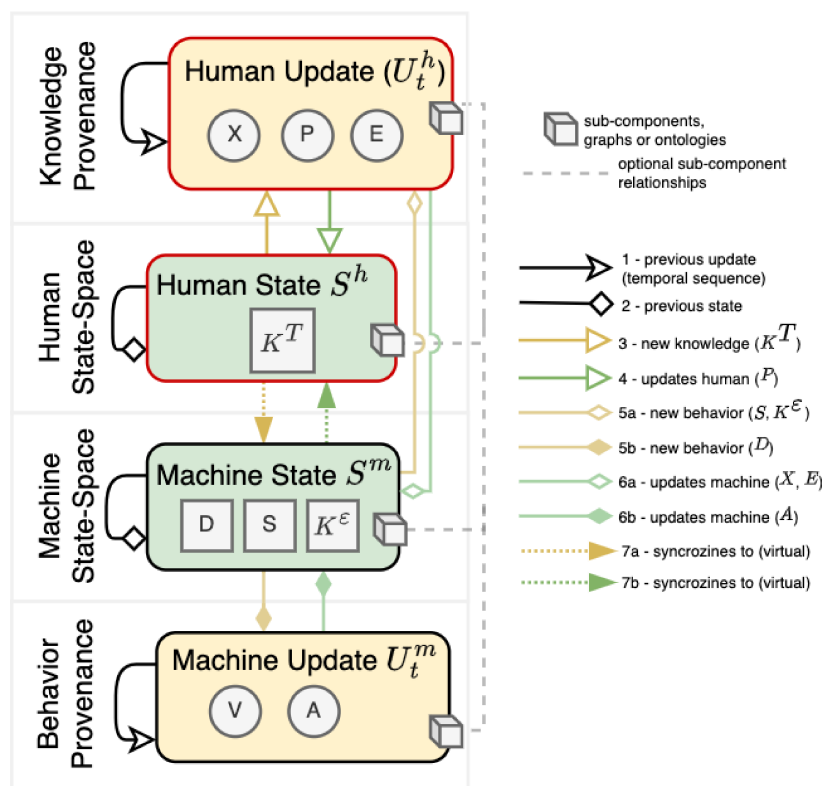 Knowledge
Provenance
Human Update (U_t^h)
X P E
Human
State-Space
Human State S^h
K^T
Machine
State-Space
Machine State S^m
D S K^ε
Behavior
Provenance
Machine Update U_t^m
V A
sub-components,
graphs or ontologies
optional sub-component
relationships
1 - previous update
(temporal sequence)
2 - previous state
3 - new knowledge (K^T)
4 - updates human (P)
5a - new behavior (S, K^ε)
5b - new behavior (D)
6a - updates machine (X, E)
6b - updates machine (A)
7a - syncrozines to (virtual)
7b - syncrozines to (virtual)